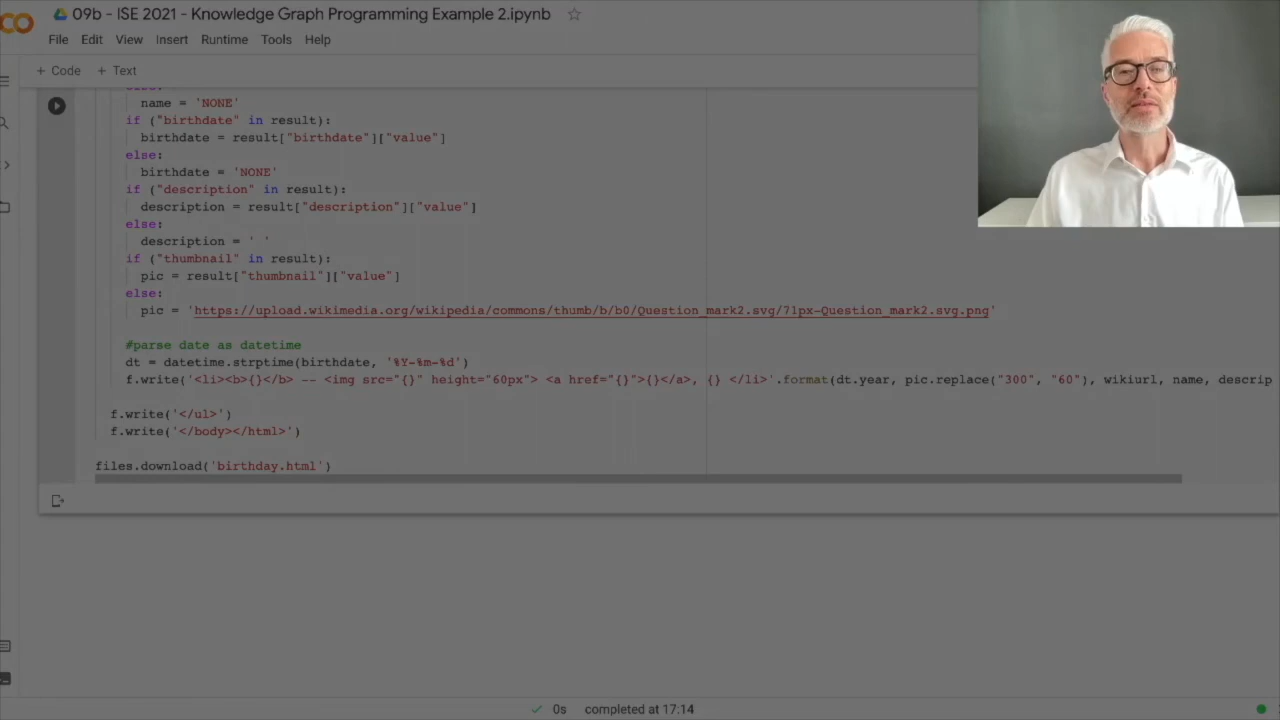 09b - ISE 2021 - Knowledge Graph Programming Example 2.ipynb
File Edit View Insert Runtime Tools Help
+ Code + Text
else:
name = 'NONE'
if ("birthdate" in result):
birthdate = result["birthdate"]["value"]
else:
birthdate = 'NONE'
if ("description" in result):
description = result["description"]["value"]
else:
description = ' '
if ("thumbnail" in result):
pic = result["thumbnail"]["value"]
else:
pic = 'https://upload.wikimedia.org/wikipedia/commons/thumb/b/b0/Question_mark2.svg/71px-Question_mark2.svg.png'
#parse date as datetime
dt = datetime.strptime(birthdate, '%Y-%m-%d')
f.write('<li><b>{}</b> -- <img src="{}" height="60px"> <a href="{}">{}</a>, {} </li>'.format(dt.year, pic.replace("300", "60"), wikiurl, name, descrip
f.write('</ul>')
f.write('</body></html>')
files.download('birthday.html')
0s completed at 17:14